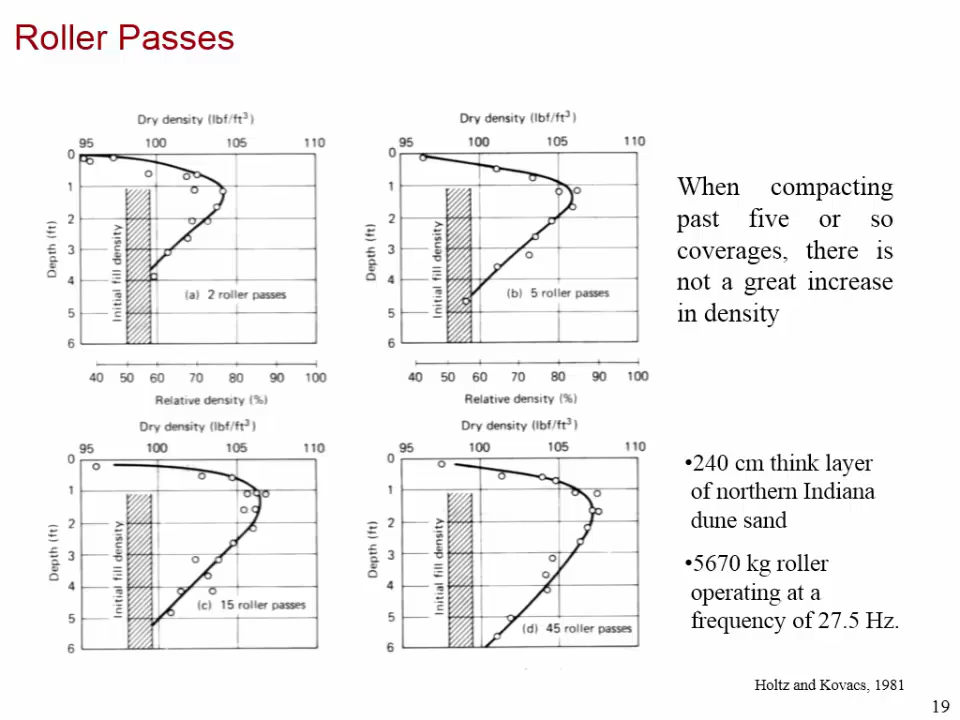 Roller Passes
Dry density (lbf/ft³)
95 100 105 110
0
1
2
3
4
5
6
Depth (ft)
Initial fill density
(a) 2 roller passes
40 50 60 70 80 90 100
Relative density (%)
Dry density (lbf/ft³)
95 100 105 110
0
1
2
3
4
5
6
Depth (ft)
Initial fill density
(b) 5 roller passes
40 50 60 70 80 90 100
Relative density (%)
When compacting
past five or so
coverages, there is
not a great increase
in density
Dry density (lbf/ft³)
95 100 105 110
0
1
2
3
4
5
6
Depth (ft)
Initial fill density
(c) 15 roller passes
Dry density (lbf/ft³)
95 100 105 110
0
1
2
3
4
5
6
Depth (ft)
Initial fill density
(d) 45 roller passes
•240 cm think layer
of northern Indiana
dune sand
•5670 kg roller
operating at a
frequency of 27.5 Hz.
Holtz and Kovacs, 1981
19